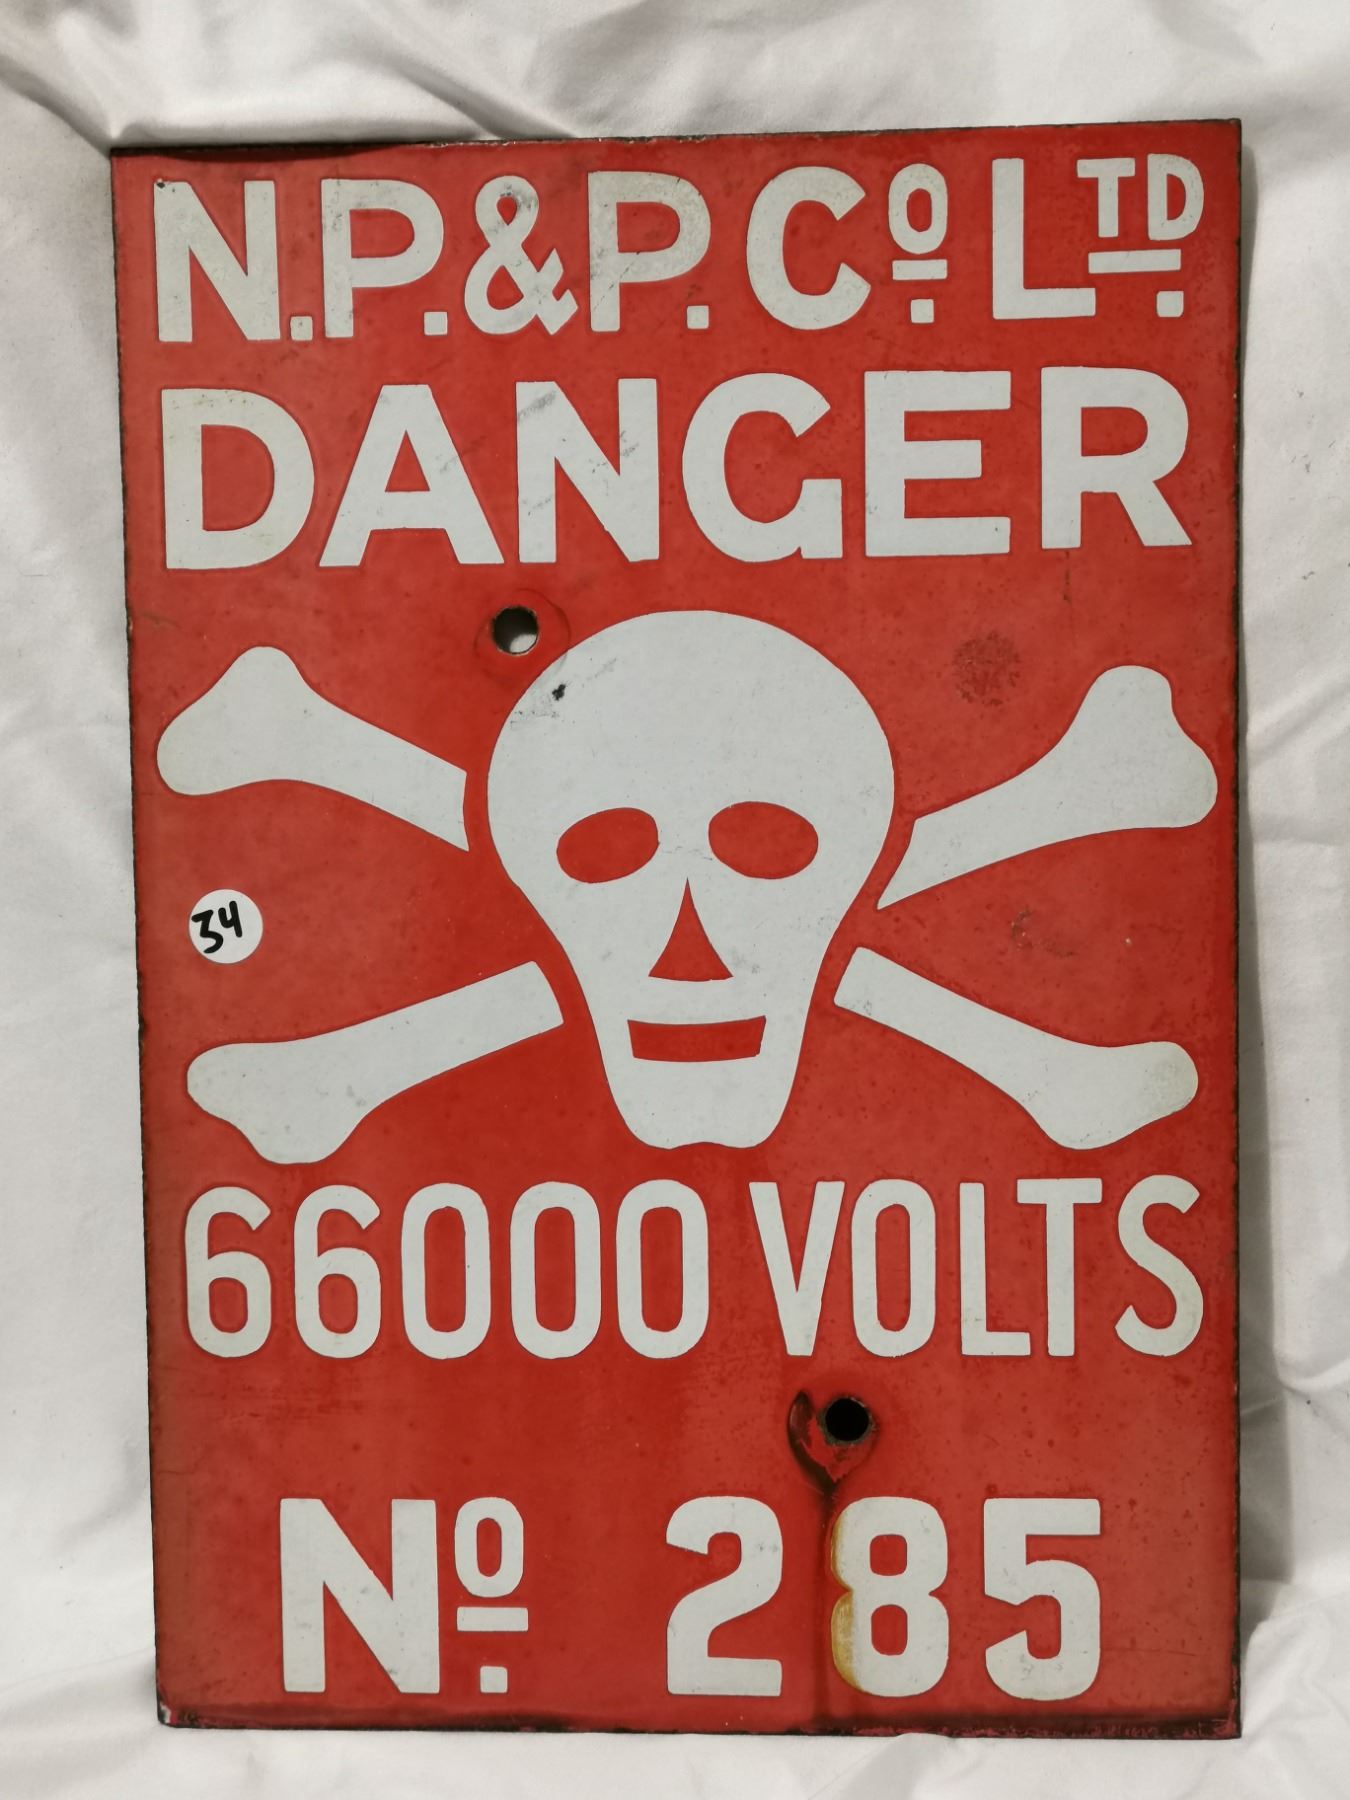 N.P.&P. Cº. LTD.
DANGER
34
66000 VOLTS
Nº. 285